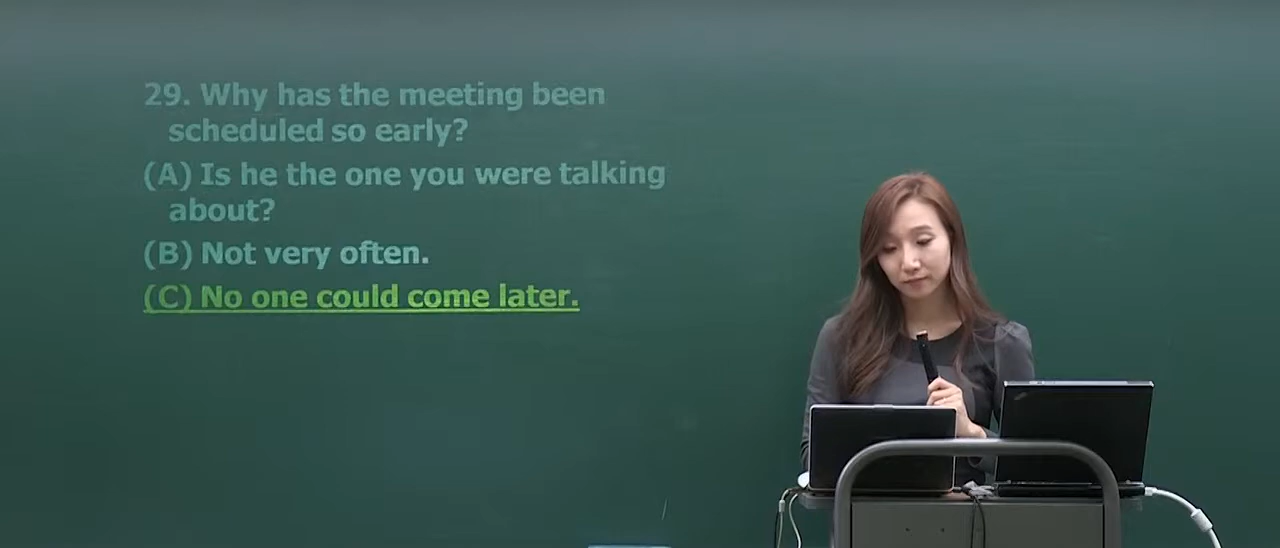 29. Why has the meeting been
scheduled so early?
(A) Is he the one you were talking
about?
(B) Not very often.
(C) No one could come later.